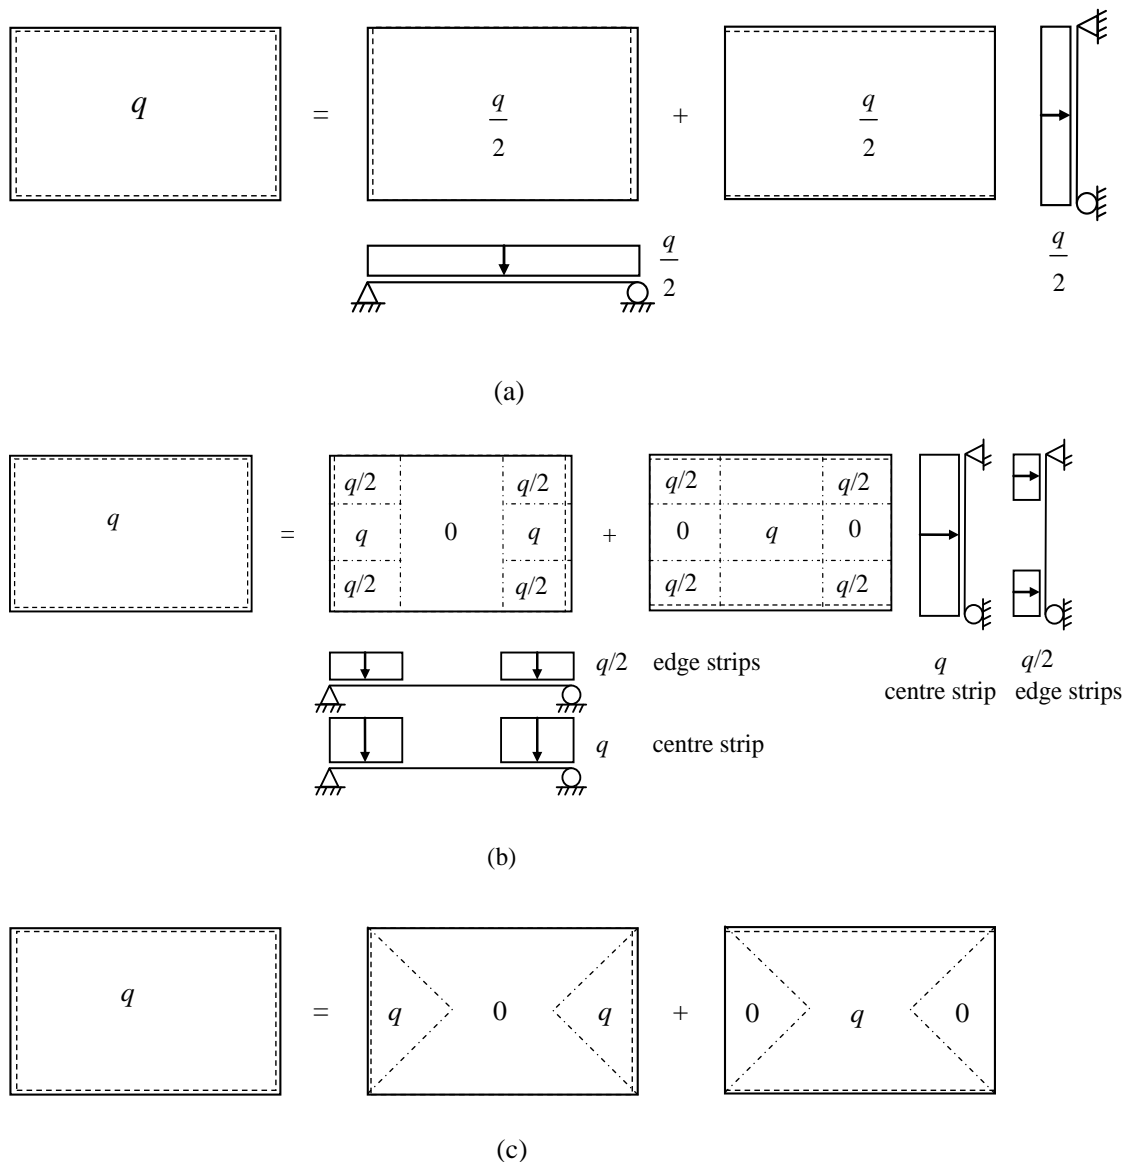 q = q/2 + q/2
q/2
q/2
(a)
q/2 q/2 q/2 q/2
q = q 0 q + 0 q 0
q/2 q/2 q/2 q/2
q/2 edge strips
q q/2
centre strip edge strips
q centre strip
(b)
q = q 0 q + 0 q 0
(c)